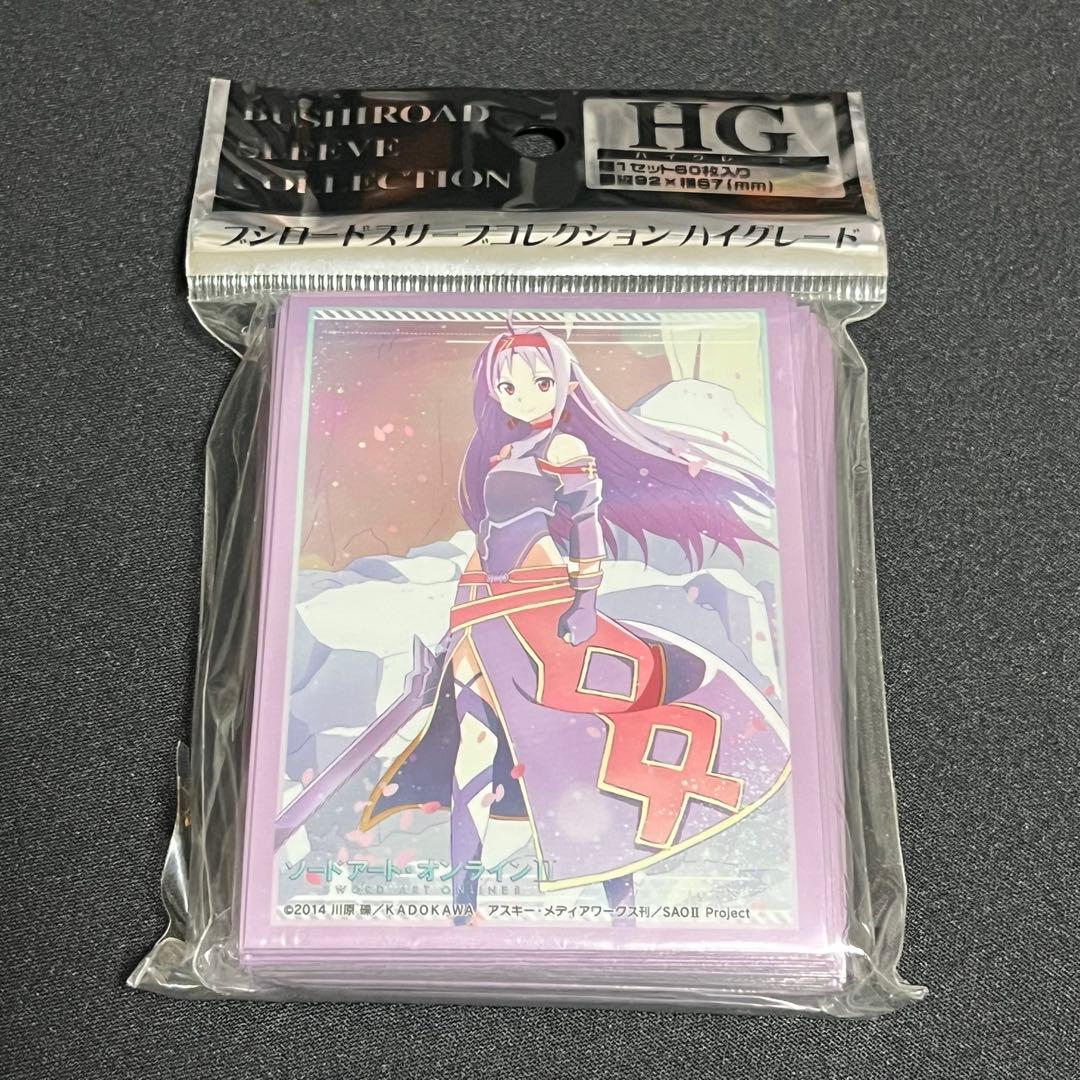 BUSHIROAD
SLEEVE
COLLECTION
HG
ハイグレード
1セット60枚入り
縦92×横67(mm)
ブシロードスリーブコレクション ハイグレード
ソードアート・オンラインII
SWORD ART ONLINE II
©2014 川原 礫／KADOKAWA アスキー・メディアワークス刊／SAOII Project